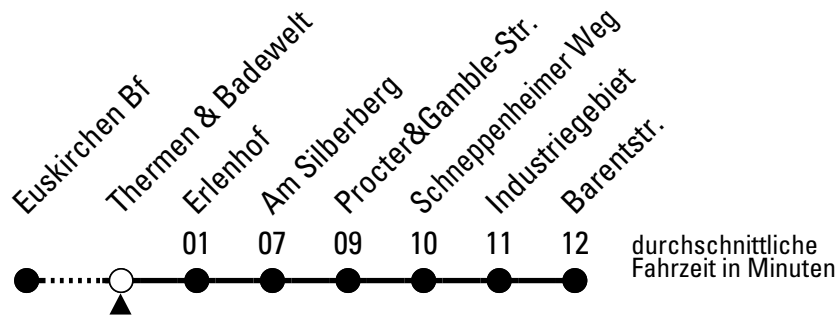 Euskirchen Bf
Thermen & Badewelt
Erlenhof
Am Silberberg
Procter&Gamble-Str.
Schneppenheimer Weg
Industriegebiet
Barentstr.
01 07 09 10 11 12
durchschnittliche
Fahrzeit in Minuten